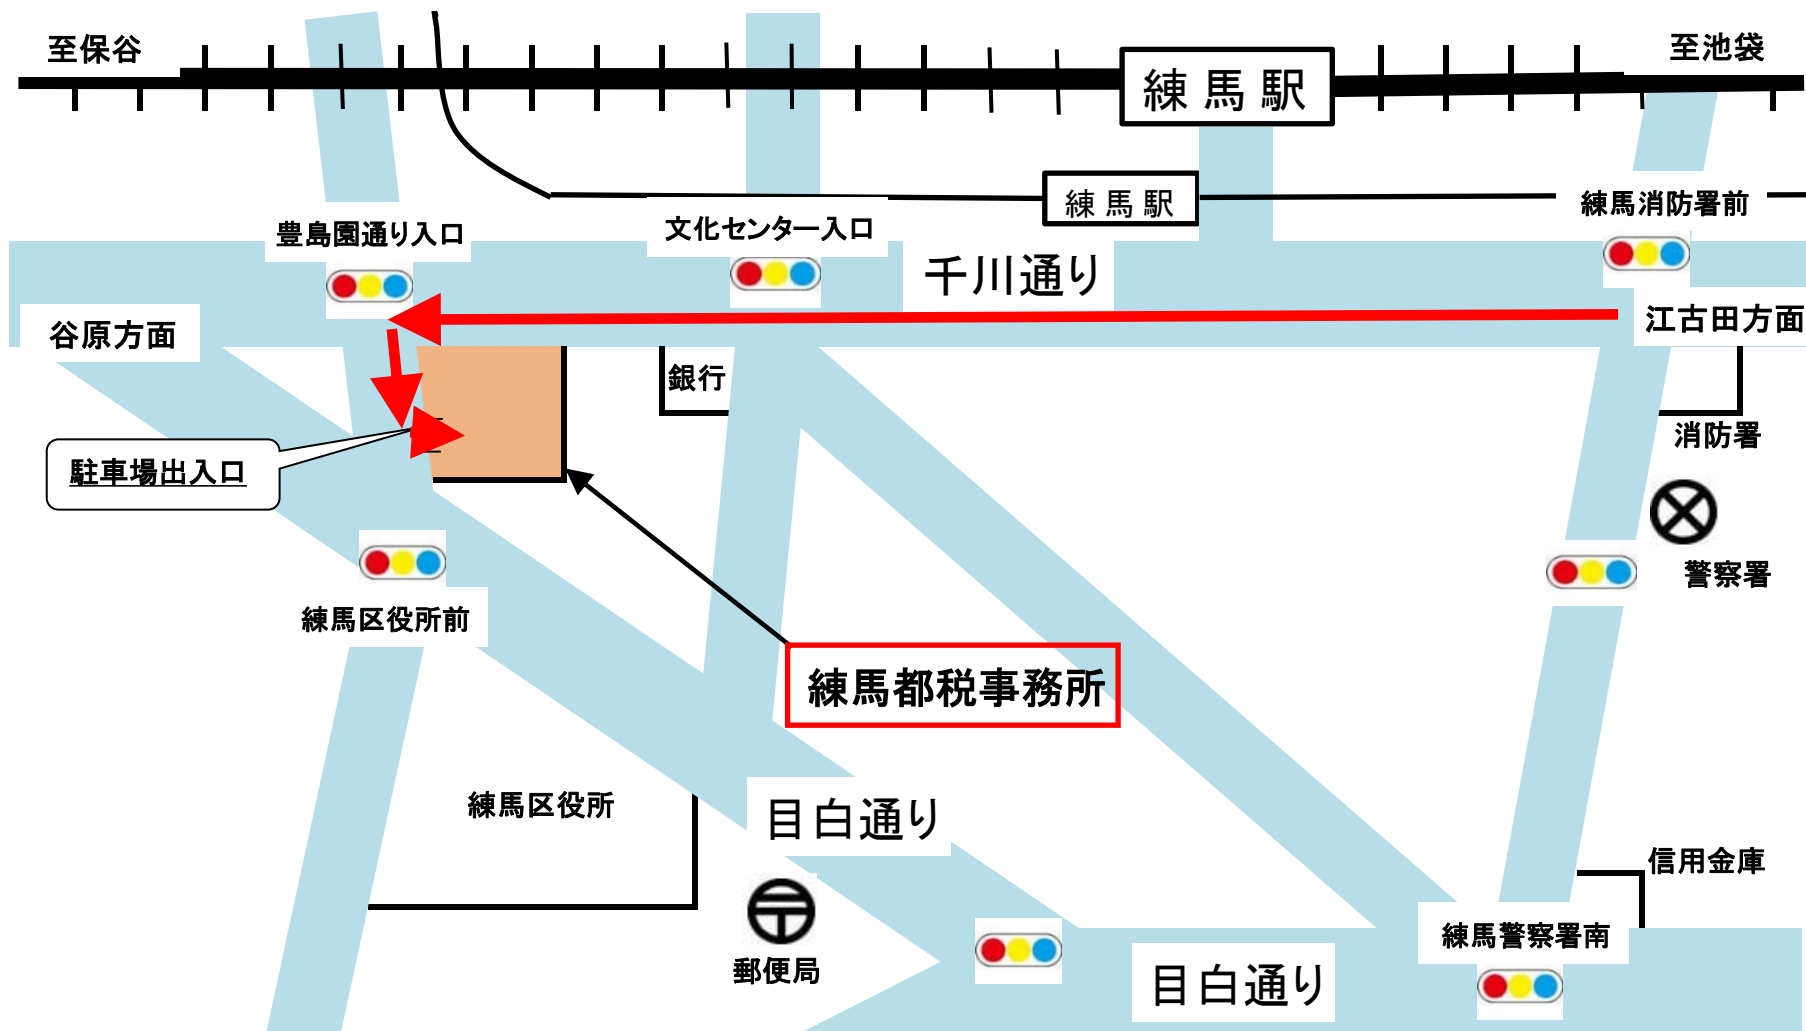 至保谷
至池袋
練馬駅
練馬駅
練馬消防署前
豊島園通り入口
文化センター入口
千川通り
谷原方面
江古田方面
銀行
消防署
駐車場出入口
警察署
練馬区役所前
練馬都税事務所
練馬区役所
目白通り
信用金庫
練馬警察署南
郵便局
目白通り